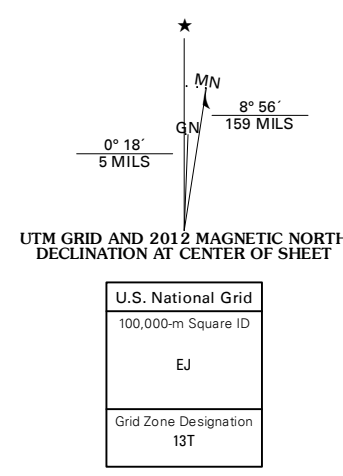 ★
MN
GN
8° 56´
159 MILS
0° 18´
5 MILS
UTM GRID AND 2012 MAGNETIC NORTH
DECLINATION AT CENTER OF SHEET
U.S. National Grid
100,000-m Square ID
EJ
Grid Zone Designation
13T